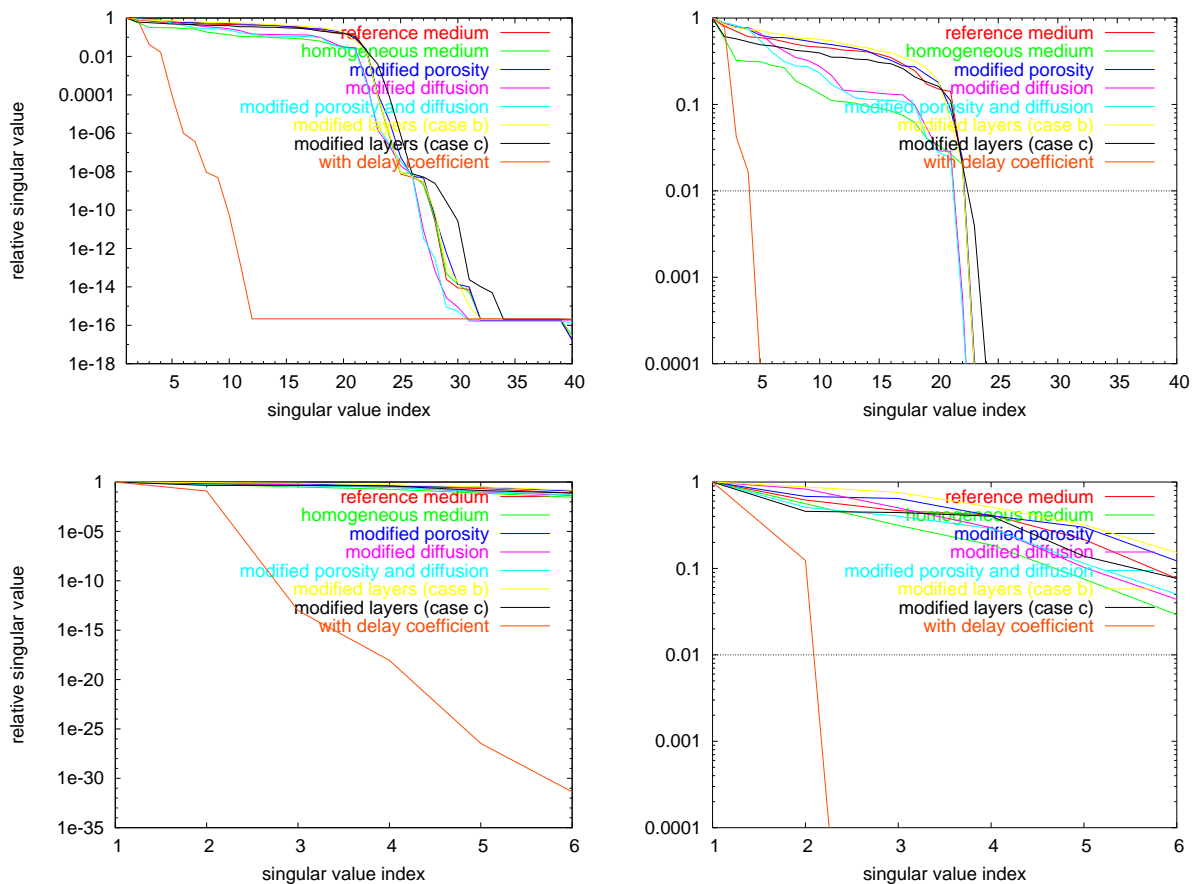 1
0.01
0.0001
1e-06
1e-08
1e-10
1e-12
1e-14
1e-16
1e-18
5 10 15 20 25 30 35 40
relative singular value
singular value index
reference medium
homogeneous medium
modified porosity
modified diffusion
modified porosity and diffusion
modified layers (case b)
modified layers (case c)
with delay coefficient
1
0.1
0.01
0.001
0.0001
5 10 15 20 25 30 35 40
singular value index
reference medium
homogeneous medium
modified porosity
modified diffusion
modified porosity and diffusion
modified layers (case b)
modified layers (case c)
with delay coefficient
1
1e-05
1e-10
1e-15
1e-20
1e-25
1e-30
1e-35
1 2 3 4 5 6
relative singular value
singular value index
reference medium
homogeneous medium
modified porosity
modified diffusion
modified porosity and diffusion
modified layers (case b)
modified layers (case c)
with delay coefficient
1
0.1
0.01
0.001
0.0001
1 2 3 4 5 6
singular value index
reference medium
homogeneous medium
modified porosity
modified diffusion
modified porosity and diffusion
modified layers (case b)
modified layers (case c)
with delay coefficient